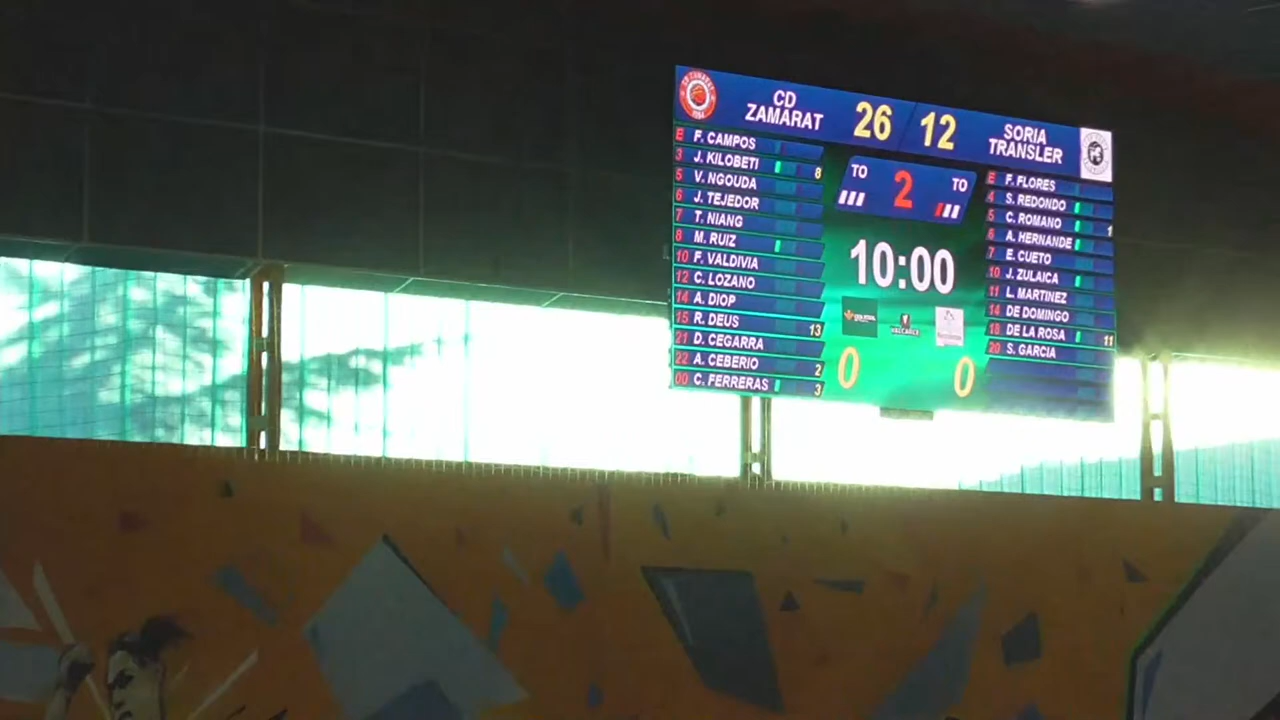 CD
ZAMARAT
26
12
SORIA
TRANSLER
E F. CAMPOS
3 J. KILOBETI 8
5 V. NGOUDA
6 J. TEJEDOR
7 T. NIANG
8 M. RUIZ
10 F. VALDIVIA
12 C. LOZANO
14 A. DIOP
15 R. DEUS 13
21 D. CEGARRA
22 A. CEBERIO 2
00 C. FERRERAS 3
TO
2
TO
10:00
0
0
E F. FLORES
4 S. REDONDO
5 C. ROMANO 1
6 A. HERNANDE
7 E. CUETO
10 J. ZULAICA
11 L. MARTINEZ
14 DE DOMINGO
18 DE LA ROSA 11
20 S. GARCIA